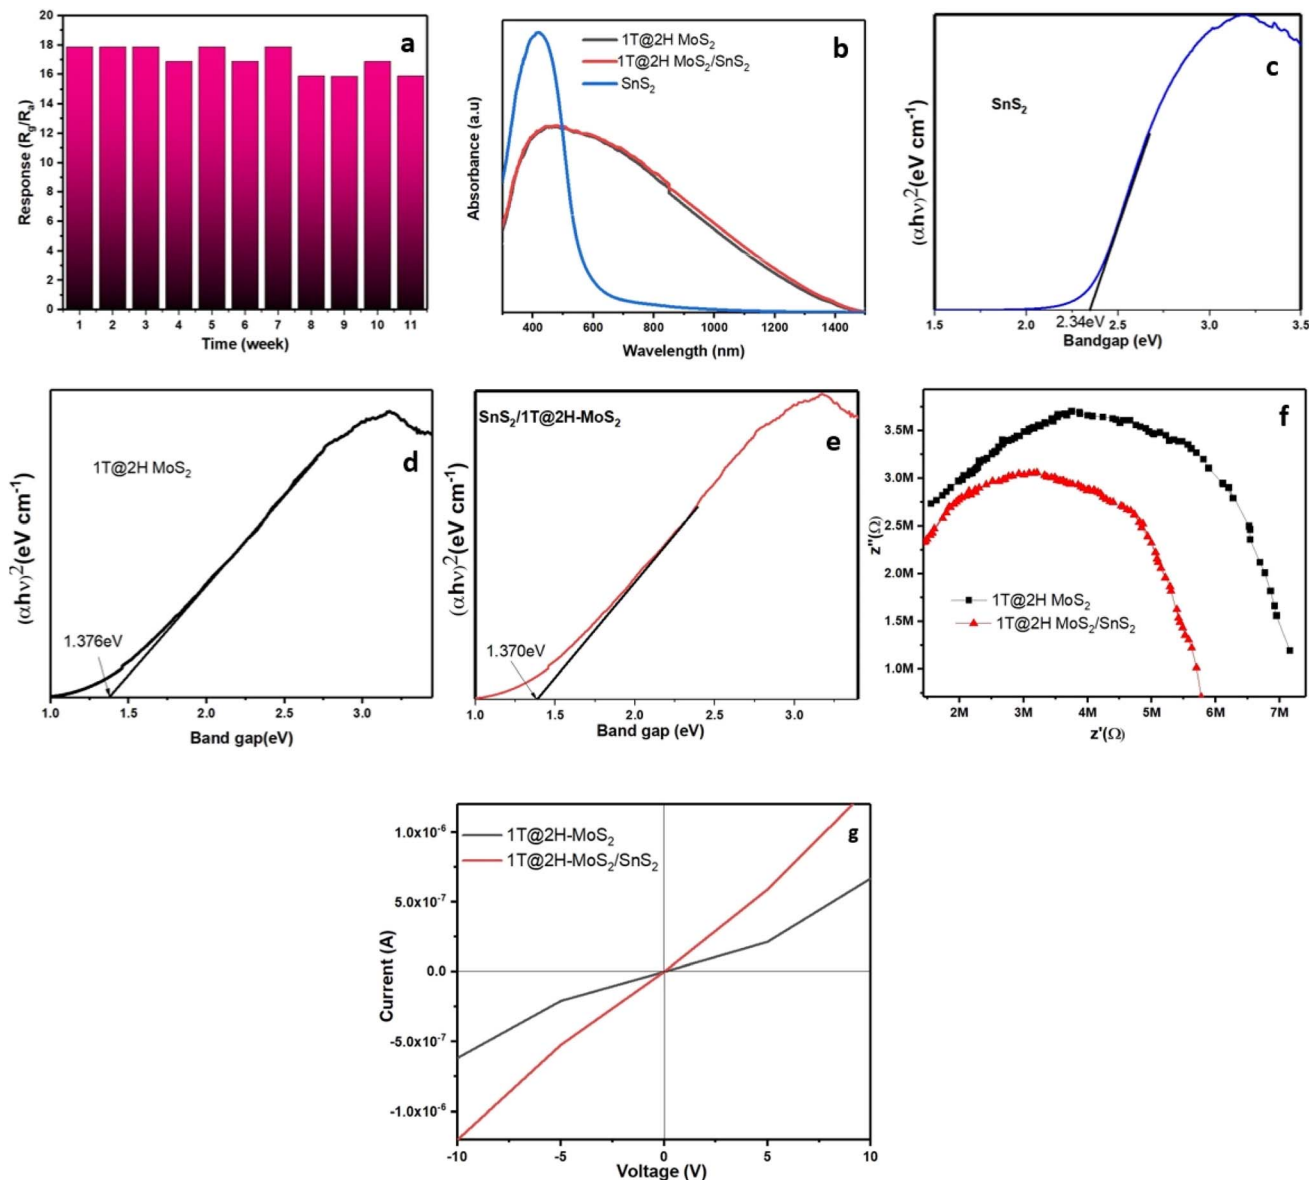 a
Response (Rg/Ra)
20
18
16
14
12
10
8
6
4
2
0
1 2 3 4 5 6 7 8 9 10 11
Time (week)
b
1T@2H MoS2
1T@2H MoS2/SnS2
SnS2
Absorbance (a.u)
400 600 800 1000 1200 1400
Wavelength (nm)
c
SnS2
(αhν)2(eV cm-1)
2.34eV
1.5 2.0 2.5 3.0 3.5
Bandgap (eV)
d
1T@2H MoS2
(αhν)2(eV cm-1)
1.376eV
1.0 1.5 2.0 2.5 3.0
Band gap(eV)
SnS2/1T@2H-MoS2
e
(αhν)2(eV cm-1)
1.370eV
1.0 1.5 2.0 2.5 3.0
Band gap (eV)
f
z''(Ω)
3.5M
3.0M
2.5M
2.0M
1.5M
1.0M
1T@2H MoS2
1T@2H MoS2/SnS2
2M 3M 4M 5M 6M 7M
z'(Ω)
g
1T@2H-MoS2
1T@2H-MoS2/SnS2
Current (A)
1.0x10-6
5.0x10-7
0.0
-5.0x10-7
-1.0x10-6
-10 -5 0 5 10
Voltage (V)